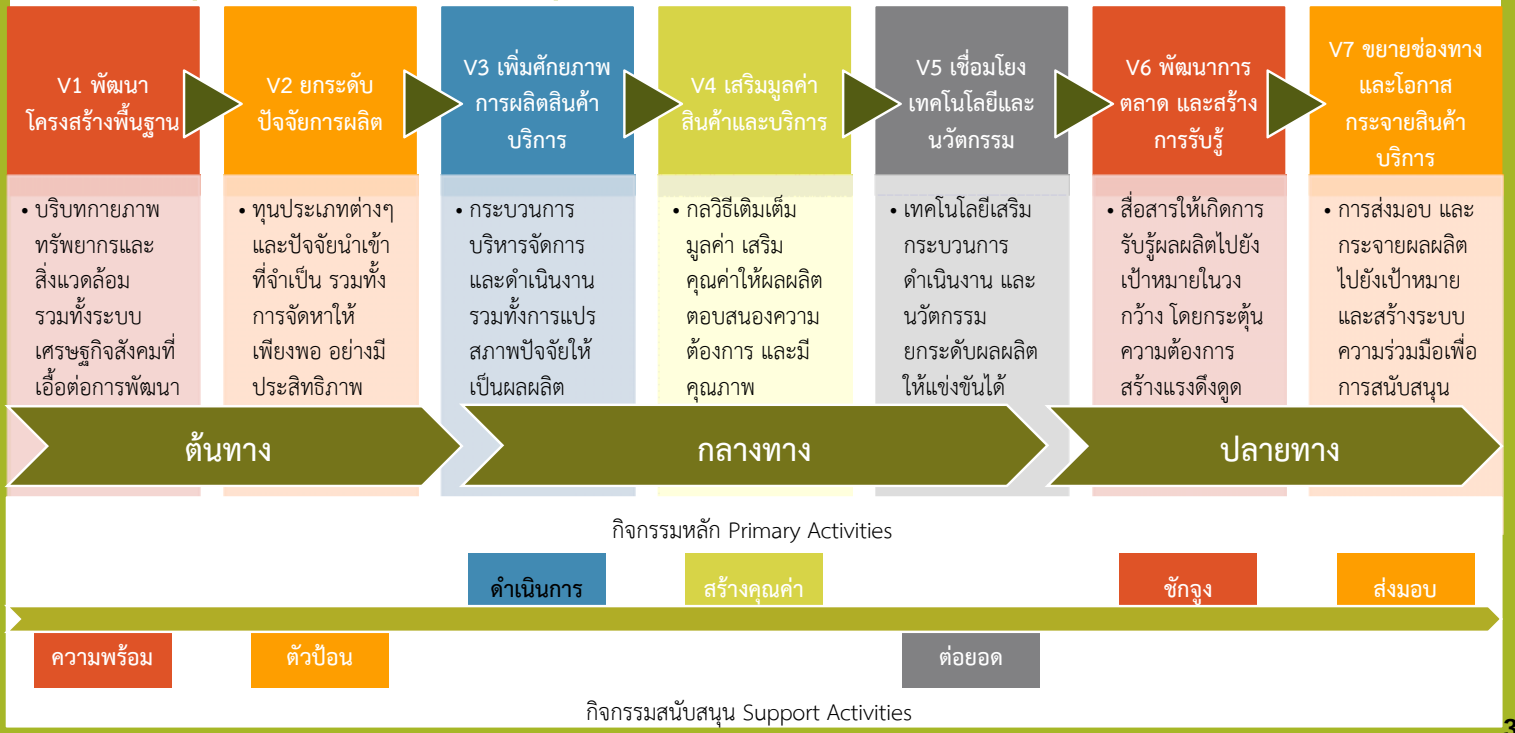 V1 พัฒนา
โครงสร้างพื้นฐาน
V2 ยกระดับ
ปัจจัยการผลิต
V3 เพิ่มศักยภาพ
การผลิตสินค้า
บริการ
V4 เสริมมูลค่า
สินค้าและบริการ
V5 เชื่อมโยง
เทคโนโลยีและ
นวัตกรรม
V6 พัฒนาการ
ตลาด และสร้าง
การรับรู้
V7 ขยายช่องทาง
และโอกาส
กระจายสินค้า
บริการ
• บริบทกายภาพ
ทรัพยากรและ
สิ่งแวดล้อม
รวมทั้งระบบ
เศรษฐกิจสังคมที่
เอื้อต่อการพัฒนา
• ทุนประเภทต่างๆ
และปัจจัยนำเข้า
ที่จำเป็น รวมทั้ง
การจัดหาให้
เพียงพอ อย่างมี
ประสิทธิภาพ
• กระบวนการ
บริหารจัดการ
และดำเนินงาน
รวมทั้งการแปร
สภาพปัจจัยให้
เป็นผลผลิต
• กลวิธีเติมเต็ม
มูลค่า เสริม
คุณค่าให้ผลผลิต
ตอบสนองความ
ต้องการ และมี
คุณภาพ
• เทคโนโลยีเสริม
กระบวนการ
ดำเนินงาน และ
นวัตกรรม
ยกระดับผลผลิต
ให้แข่งขันได้
• สื่อสารให้เกิดการ
รับรู้ผลผลิตไปยัง
เป้าหมายในวง
กว้าง โดยกระตุ้น
ความต้องการ
สร้างแรงดึงดูด
• การส่งมอบ และ
กระจายผลผลิต
ไปยังเป้าหมาย
และสร้างระบบ
ความร่วมมือเพื่อ
การสนับสนุน
ต้นทาง
กลางทาง
ปลายทาง
กิจกรรมหลัก Primary Activities
ดำเนินการ
สร้างคุณค่า
ชักจูง
ส่งมอบ
ความพร้อม
ตัวป้อน
ต่อยอด
กิจกรรมสนับสนุน Support Activities
3